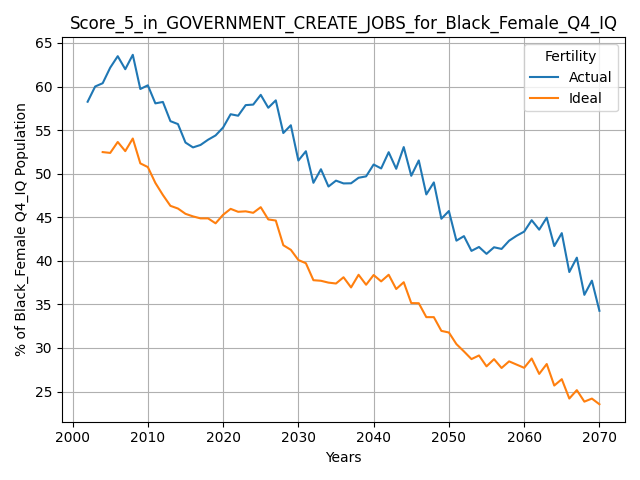 Score_5_in_GOVERNMENT_CREATE_JOBS_for_Black_Female_Q4_IQ
Fertility
Actual
Ideal
% of Black_Female Q4_IQ Population
65
60
55
50
45
40
35
30
25
2000 2010 2020 2030 2040 2050 2060 2070
Years